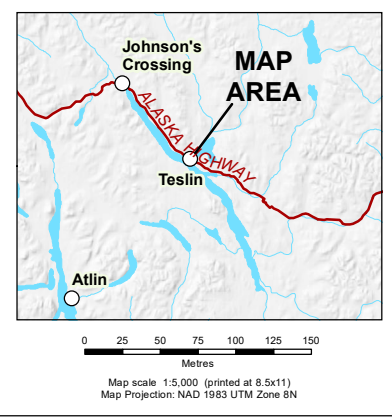 Johnson's
Crossing
MAP
AREA
ALASKA HIGHWAY
Teslin
Atlin
0 25 50 75 100 125 150
Metres
Map scale 1:5,000 (printed at 8.5x11)
Map Projection: NAD 1983 UTM Zone 8N